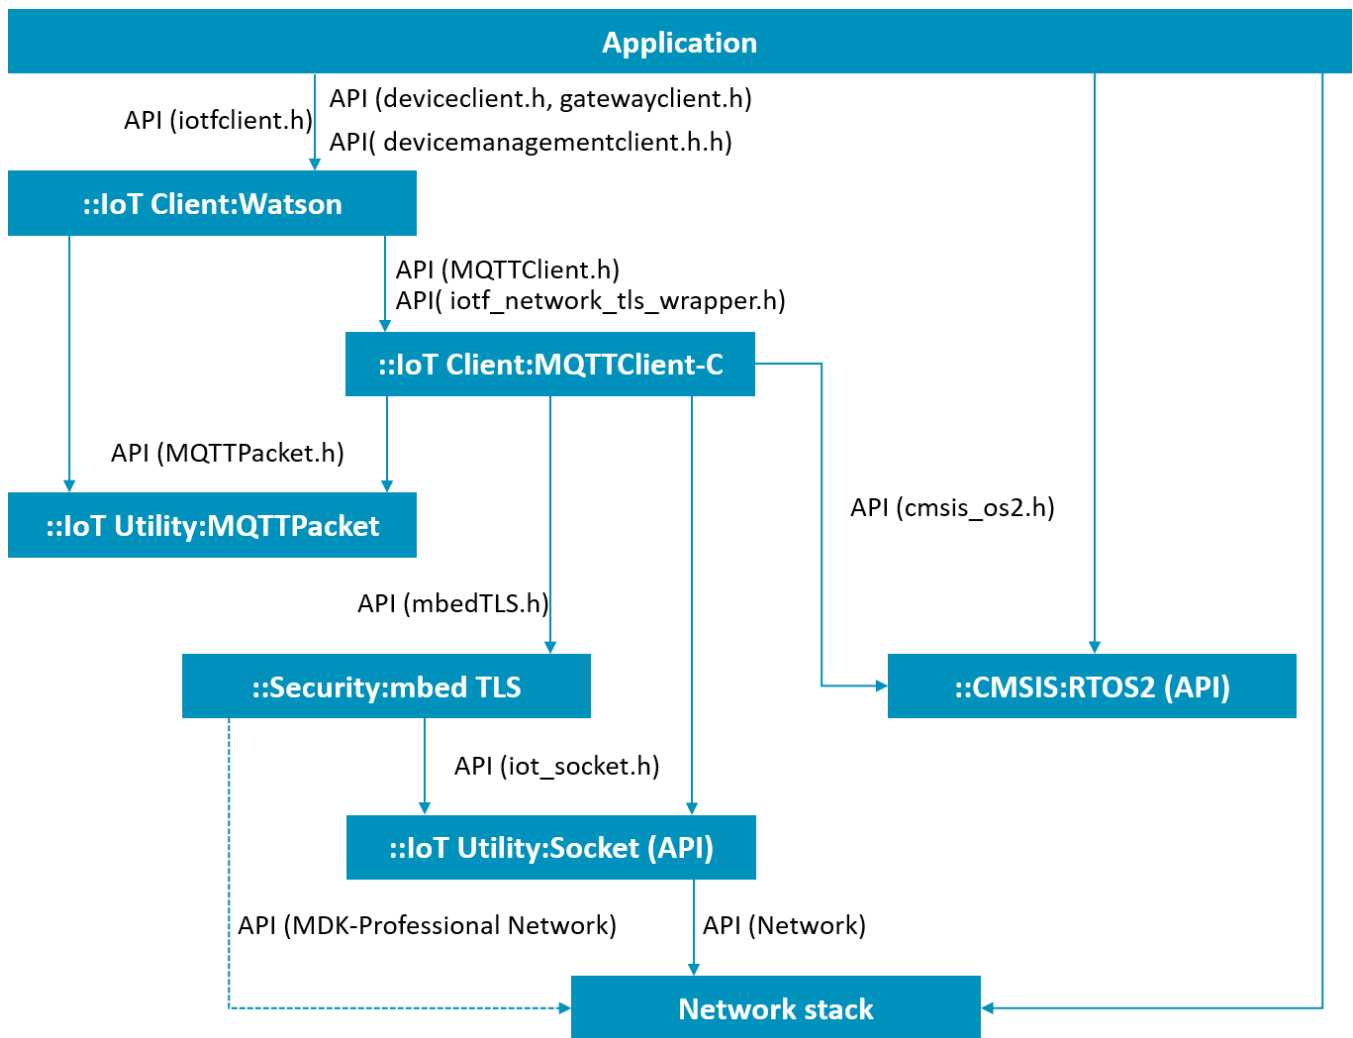 Application
API (deviceclient.h, gatewayclient.h)
API (iotfclient.h)
API( devicemanagementclient.h.h)
::IoT Client:Watson
API (MQTTClient.h)
API( iotf_network_tls_wrapper.h)
::IoT Client:MQTTClient-C
API (MQTTPacket.h)
::IoT Utility:MQTTPacket
API (cmsis_os2.h)
API (mbedTLS.h)
::Security:mbed TLS
::CMSIS:RTOS2 (API)
API (iot_socket.h)
::IoT Utility:Socket (API)
API (MDK-Professional Network)
API (Network)
Network stack